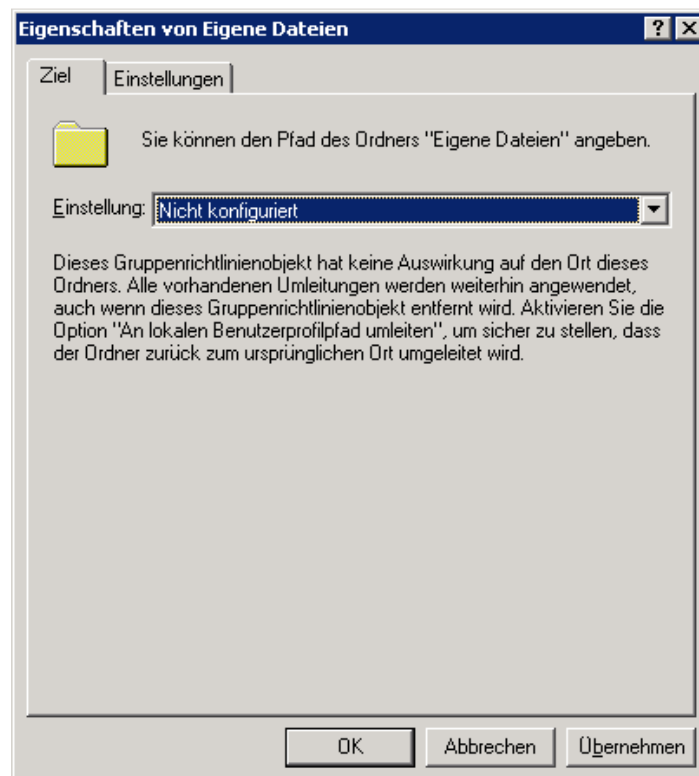 Eigenschaften von Eigene Dateien
Ziel
Einstellungen
Sie können den Pfad des Ordners "Eigene Dateien" angeben.
Einstellung: Nicht konfiguriert
Dieses Gruppenrichtlinienobjekt hat keine Auswirkung auf den Ort dieses
Ordners. Alle vorhandenen Umleitungen werden weiterhin angewendet,
auch wenn dieses Gruppenrichtlinienobjekt entfernt wird. Aktivieren Sie die
Option "An lokalen Benutzerprofilpfad umleiten", um sicher zu stellen, dass
der Ordner zurück zum ursprünglichen Ort umgeleitet wird.
OK
Abbrechen
Übernehmen